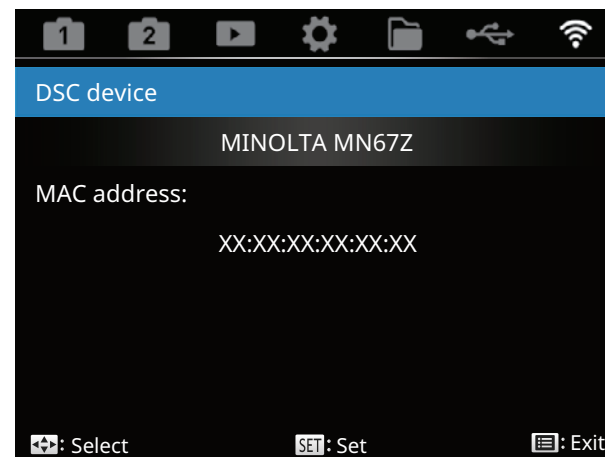 1 2
DSC device
MINOLTA MN67Z
MAC address:
XX:XX:XX:XX:XX:XX
: Select SET : Set : Exit